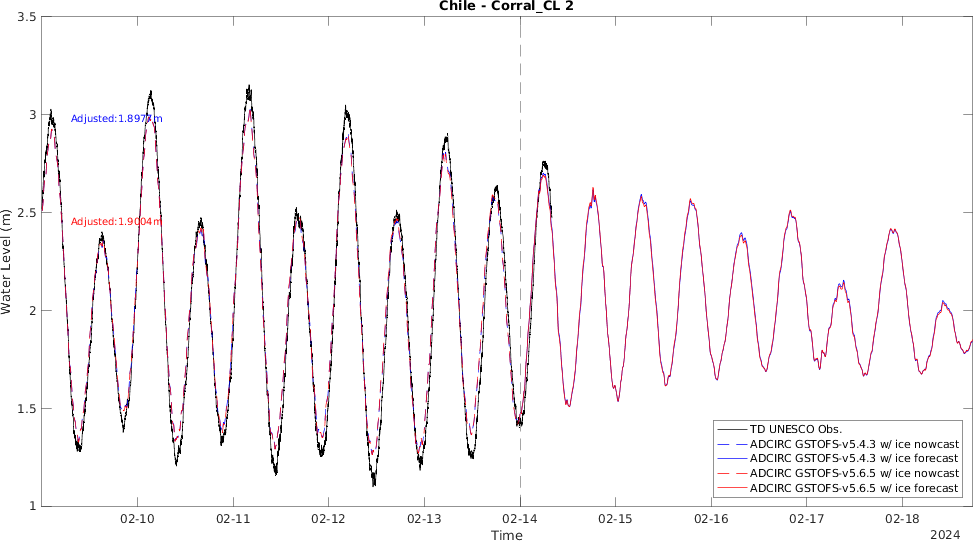 Chile - Corral_CL 2
3.5
3
2.5
2
1.5
1
Water Level (m)
Adjusted:1.8977m
Adjusted:1.9004m
TD UNESCO Obs.
ADCIRC GSTOFS-v5.4.3 w/ ice nowcast
ADCIRC GSTOFS-v5.4.3 w/ ice forecast
ADCIRC GSTOFS-v5.6.5 w/ ice nowcast
ADCIRC GSTOFS-v5.6.5 w/ ice forecast
02-10 02-11 02-12 02-13 02-14 02-15 02-16 02-17 02-18
Time
2024